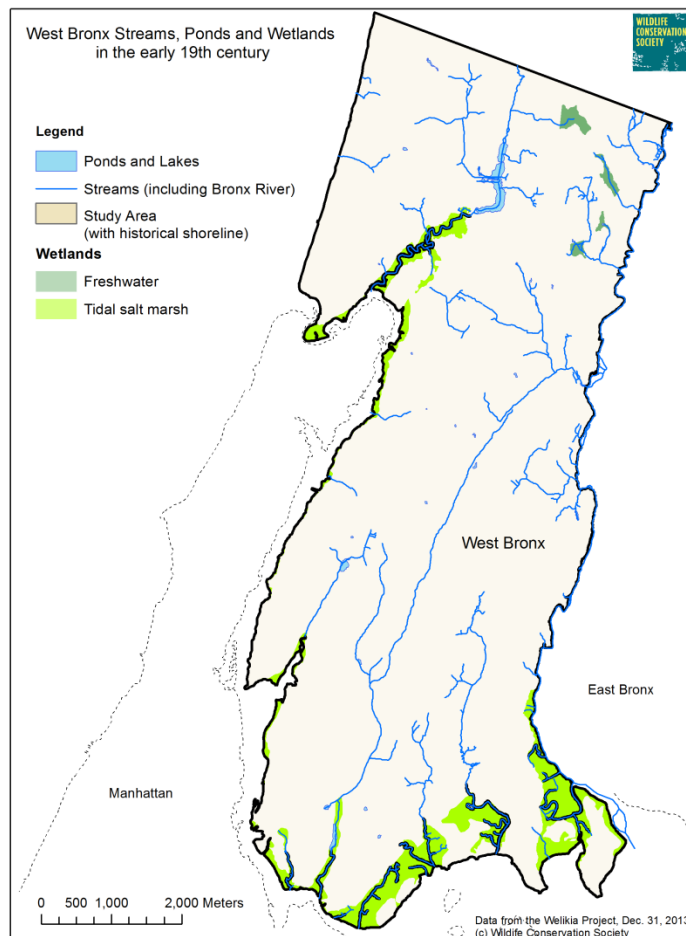 West Bronx Streams, Ponds and Wetlands
in the early 19th century
WILDLIFE
CONSERVATION
SOCIETY
Legend
Ponds and Lakes
Streams (including Bronx River)
Study Area
(with historical shoreline)
Wetlands
Freshwater
Tidal salt marsh
West Bronx
East Bronx
Manhattan
0 1,000 2,000 Meters
Data from the Welikia Project, Dec. 31, 2013
(c) Wildlife Conservation Society